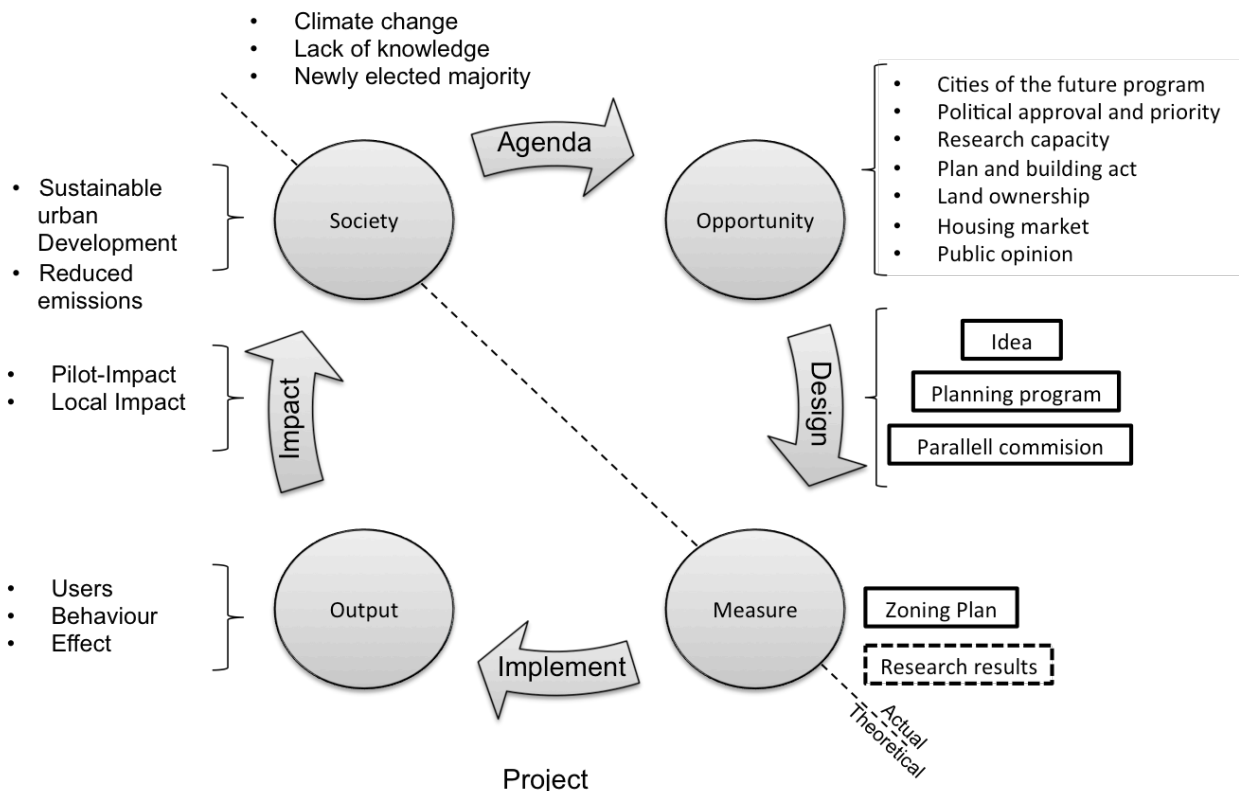 • Climate change
• Lack of knowledge
• Newly elected majority
Agenda
Society
Opportunity
• Cities of the future program
• Political approval and priority
• Research capacity
• Plan and building act
• Land ownership
• Housing market
• Public opinion
• Sustainable
urban
Development
• Reduced
emissions
Design
Idea
Planning program
Parallell commision
Impact
• Pilot-Impact
• Local Impact
Output
Measure
Zoning Plan
Research results
• Users
• Behaviour
• Effect
Implement
Actual
Theoretical
Project